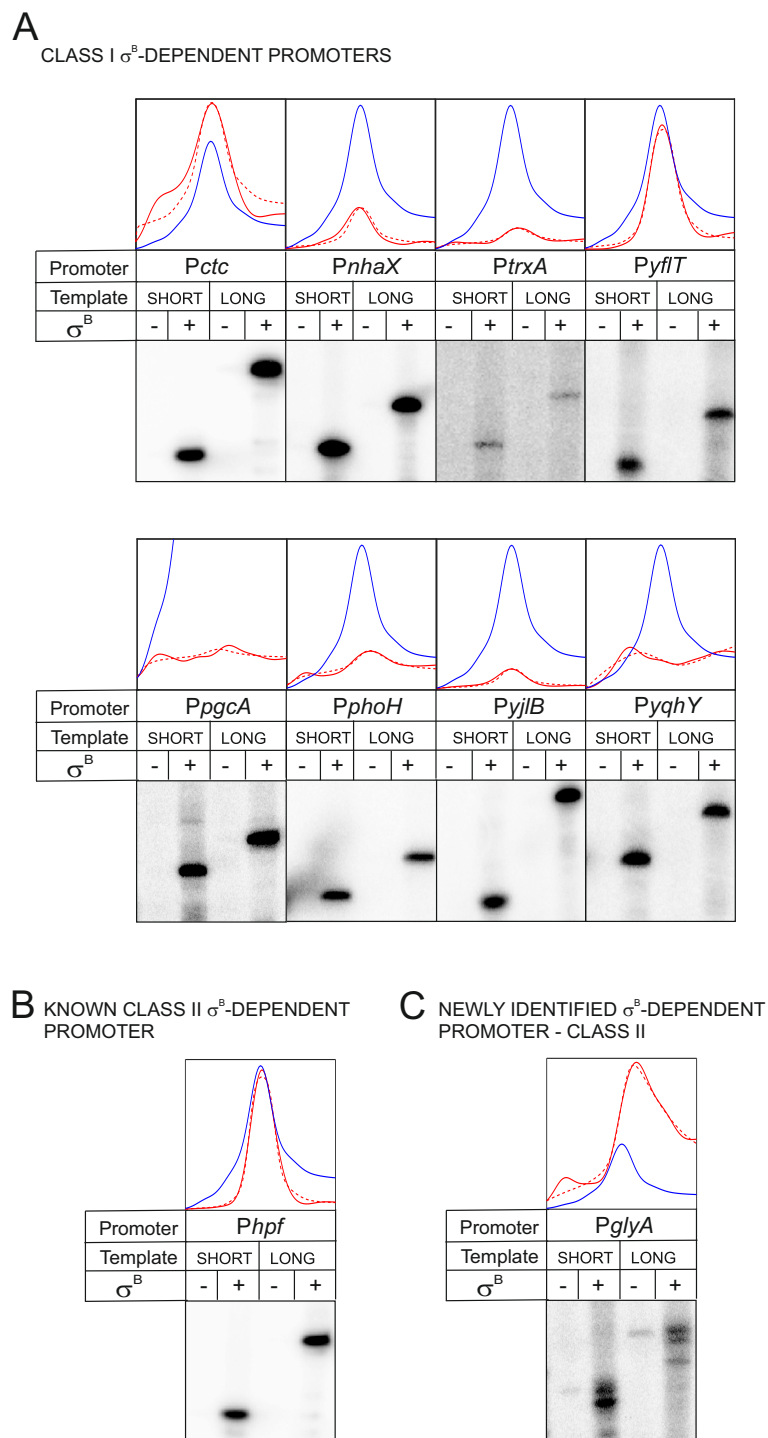 A
CLASS I σᴮ-DEPENDENT PROMOTERS
Promoter Pctc PnhaX PtrxA PyflT
Template SHORT LONG SHORT LONG SHORT LONG SHORT LONG
σᴮ - + - + - + - + - + - + - + - +
Promoter PpgcA PphoH PyjlB PyqhY
Template SHORT LONG SHORT LONG SHORT LONG SHORT LONG
σᴮ - + - + - + - + - + - + - + - +
B KNOWN CLASS II σᴮ-DEPENDENT
PROMOTER
Promoter Phpf
Template SHORT LONG
σᴮ - + - +
C NEWLY IDENTIFIED σᴮ-DEPENDENT
PROMOTER - CLASS II
Promoter PglyA
Template SHORT LONG
σᴮ - + - +